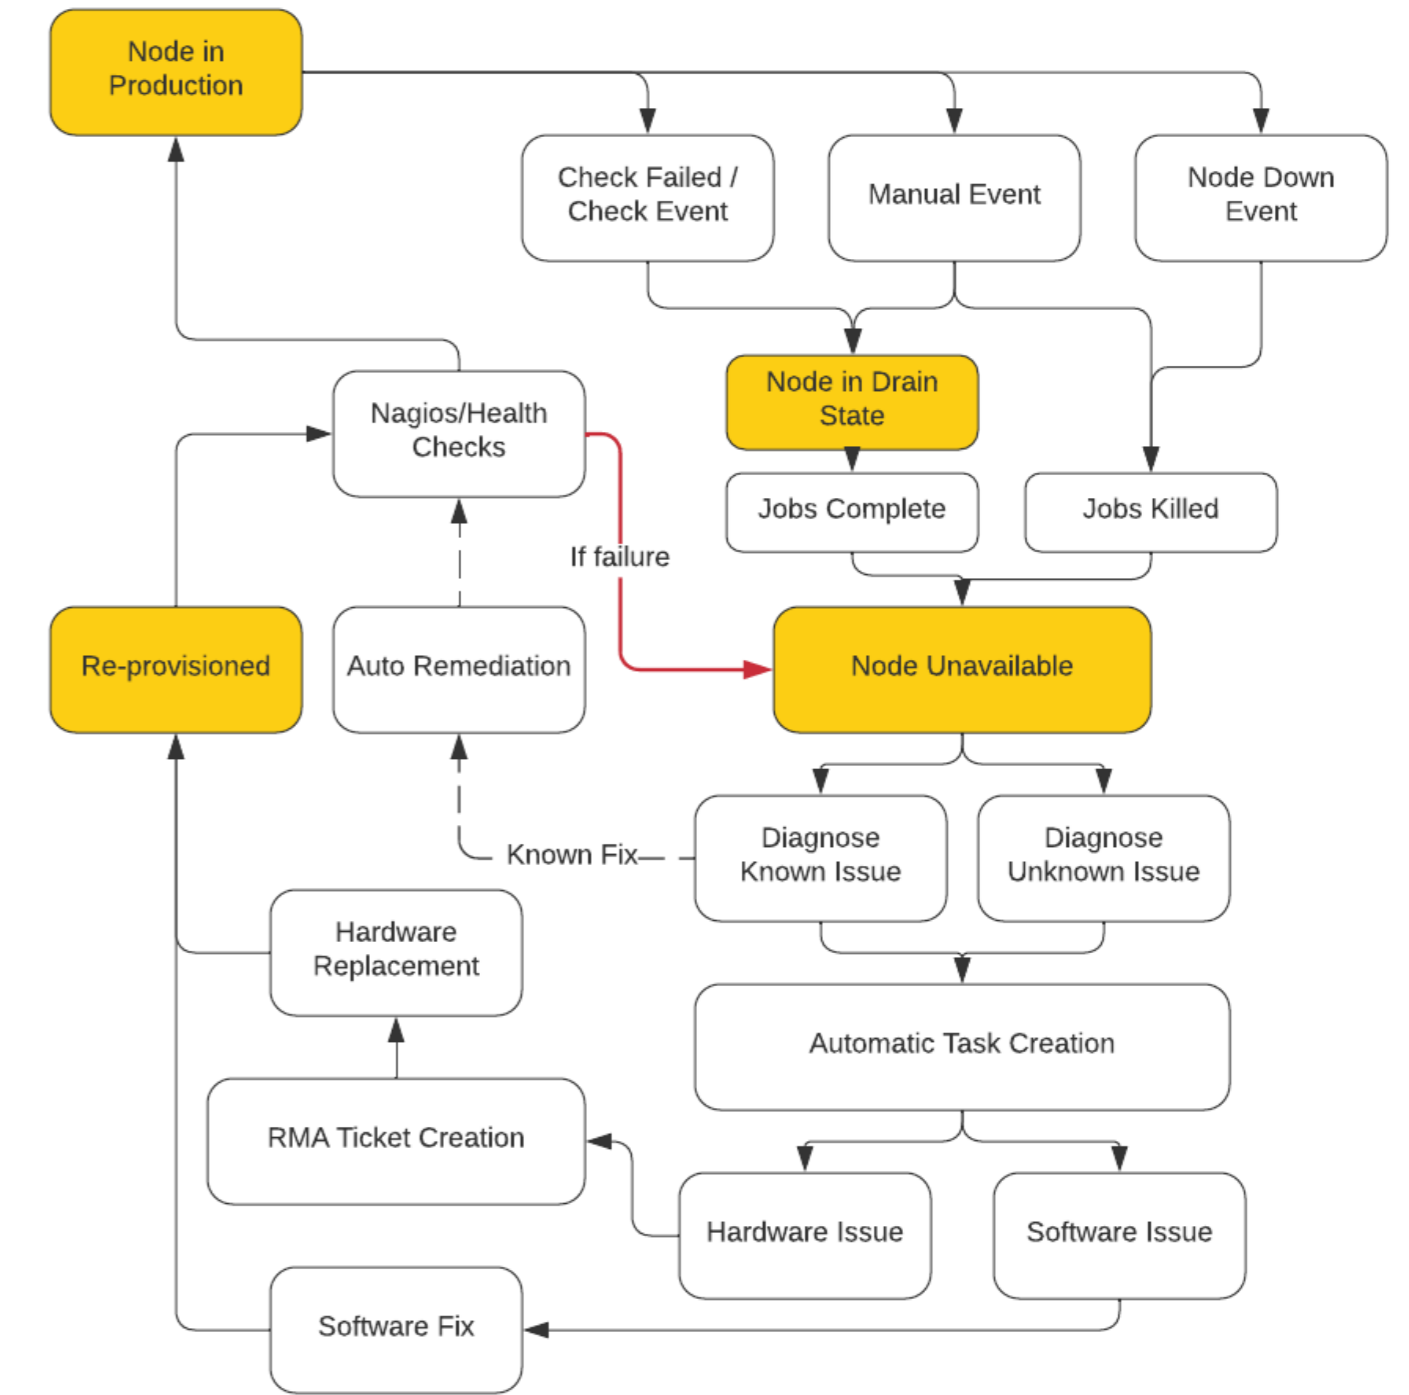 Node in
Production
Check Failed /
Check Event
Manual Event
Node Down
Event
Node in Drain
State
Nagios/Health
Checks
Jobs Complete
Jobs Killed
If failure
Re-provisioned
Auto Remediation
Node Unavailable
Diagnose
Known Issue
Diagnose
Unknown Issue
Known Fix
Hardware
Replacement
Automatic Task Creation
RMA Ticket Creation
Hardware Issue
Software Issue
Software Fix